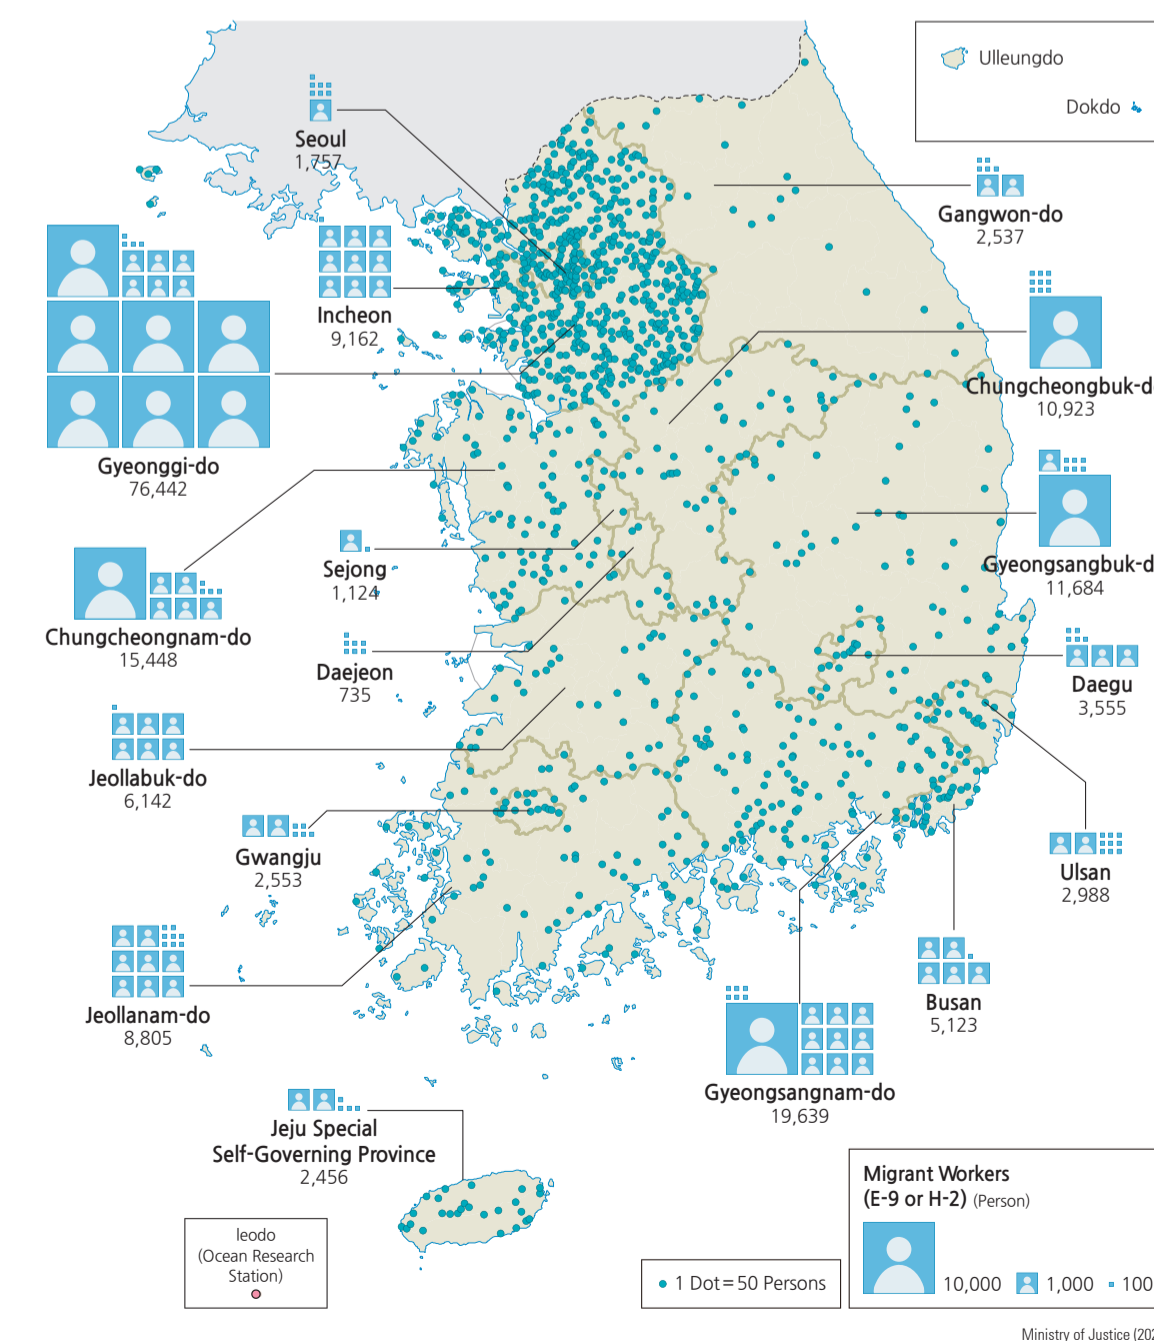 Ulleungdo
Dokdo
Seoul
1,757
Gangwon-do
2,537
Incheon
9,162
Chungcheongbuk-d
10,923
Gyeonggi-do
76,442
Gyeongsangbuk-d
11,684
Sejong
1,124
Chungcheongnam-do
15,448
Daejeon
735
Daegu
3,555
Jeollabuk-do
6,142
Gwangju
2,553
Ulsan
2,988
Jeollanam-do
8,805
Busan
5,123
Gyeongsangnam-do
19,639
Jeju Special
Self-Governing Province
2,456
Ieodo
(Ocean Research
Station)
1 Dot=50 Persons
Migrant Workers
(E-9 or H-2) (Person)
10,000 1,000 100
Ministry of Justice (202